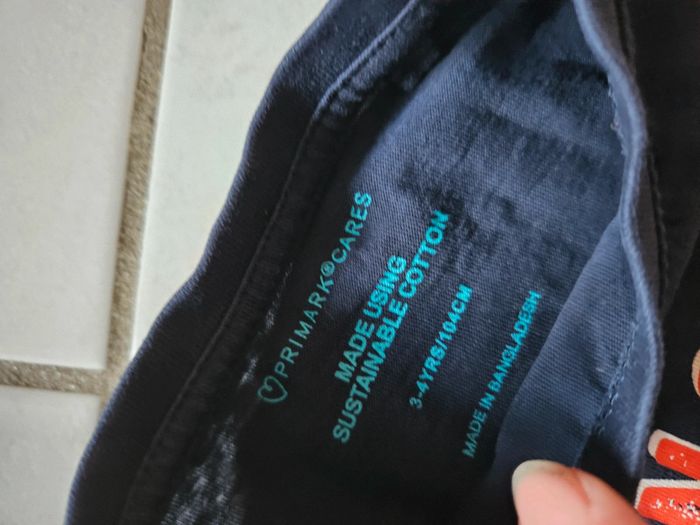 ♡PRIMARK®CARES
MADE USING
SUSTAINABLE COTTON
3-4YRS/104CM
MADE IN BANGLADESH